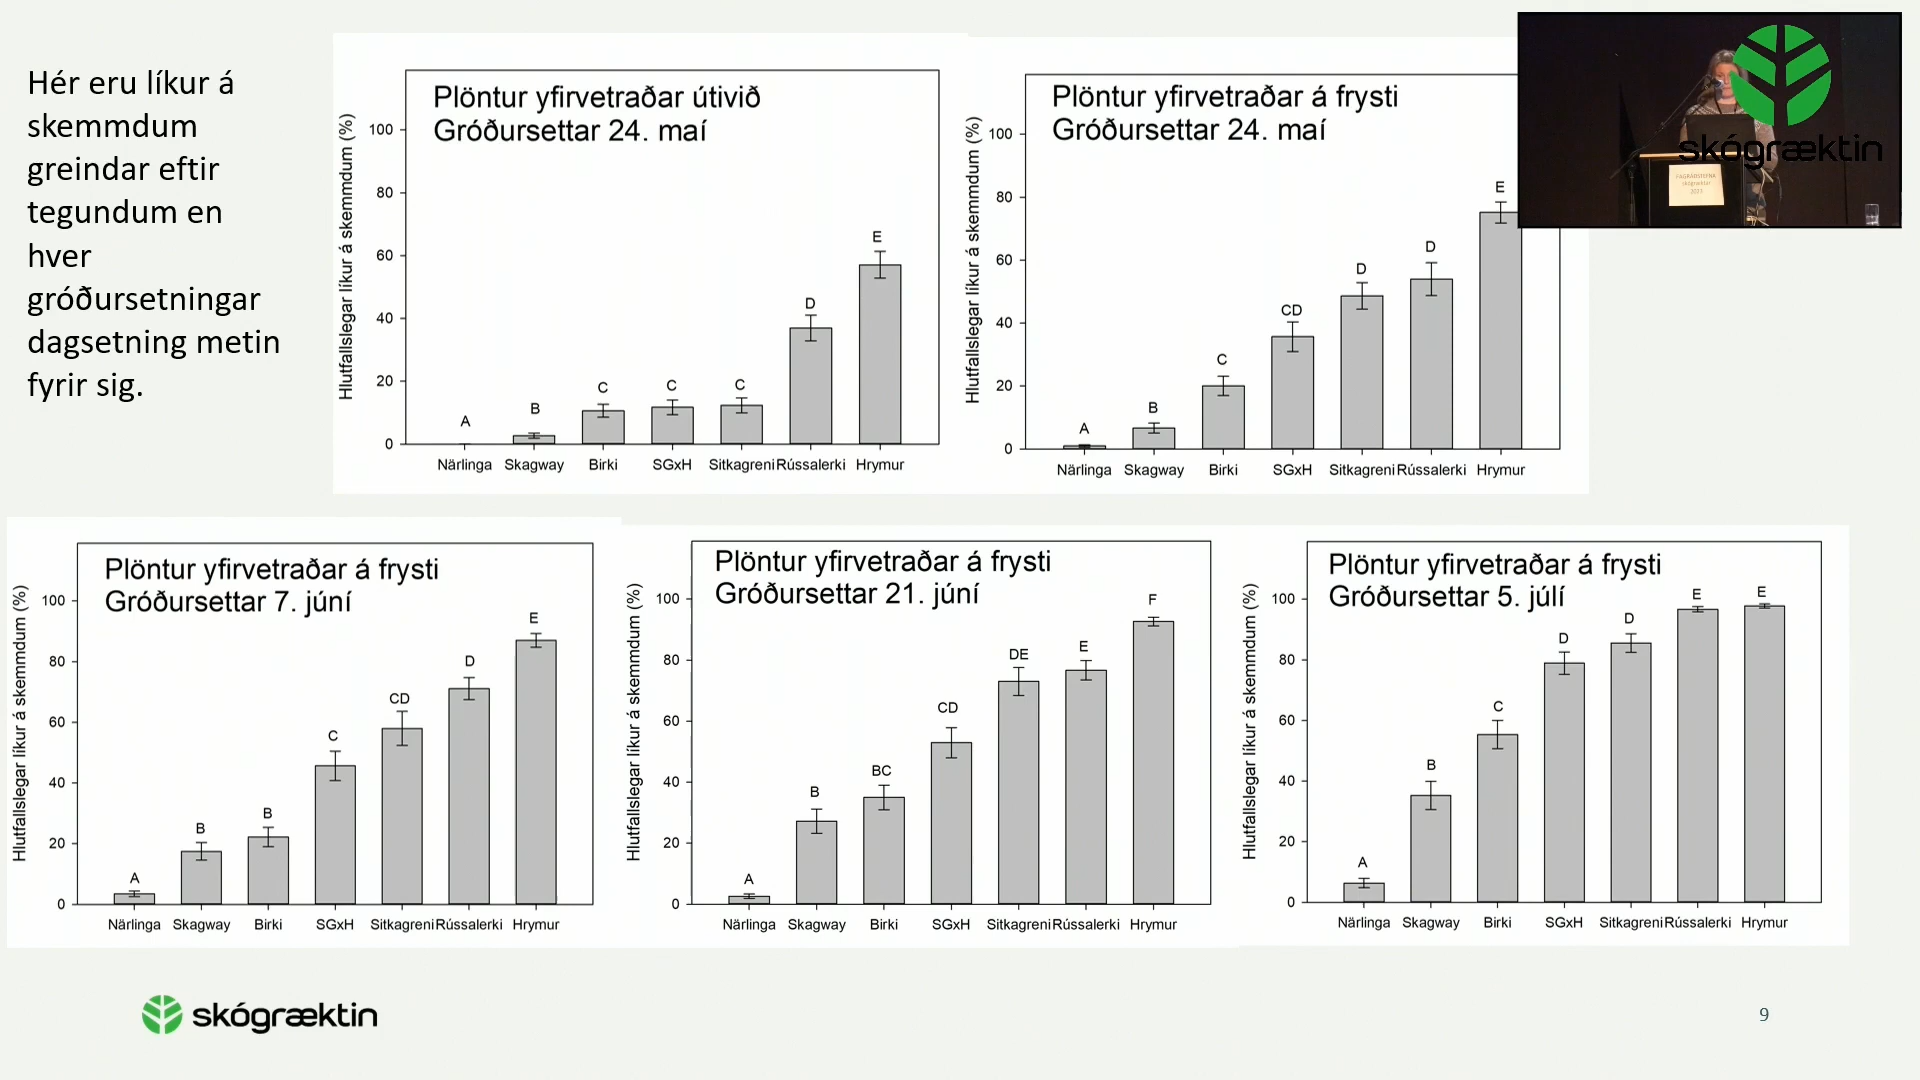 Hér eru líkur á
skemmdum
greindar eftir
tegundum en
hver
gróðursetningar
dagsetning metin
fyrir sig.
Plöntur yfirvetraðar útivið
Gróðursettar 24. maí
Hlutfallslegar líkur á skemmdum (%)
100
80
60
40
20
0
A
B
C
C
C
D
E
Närlinga
Skagway
Birki
SGxH
Sitkagreni
Rússalerki
Hrymur
Plöntur yfirvetraðar á frysti
Gróðursettar 24. maí
Hlutfallslegar líkur á skemmdum (%)
100
80
60
40
20
0
A
B
C
CD
D
D
E
Närlinga
Skagway
Birki
SGxH
Sitkagreni
Rússalerki
Hrymur
skógræktin
FAGRÁÐSTEFNA
skógræktar
Plöntur yfirvetraðar á frysti
Gróðursettar 7. júní
Hlutfallslegar líkur á skemmdum (%)
100
80
60
40
20
0
A
B
B
C
CD
D
E
Närlinga
Skagway
Birki
SGxH
Sitkagreni
Rússalerki
Hrymur
Plöntur yfirvetraðar á frysti
Gróðursettar 21. júní
Hlutfallslegar líkur á skemmdum (%)
100
80
60
40
20
0
A
B
BC
CD
DE
E
F
Närlinga
Skagway
Birki
SGxH
Sitkagreni
Rússalerki
Hrymur
Plöntur yfirvetraðar á frysti
Gróðursettar 5. júlí
Hlutfallslegar líkur á skemmdum (%)
100
80
60
40
20
0
A
B
C
D
D
E
E
Närlinga
Skagway
Birki
SGxH
Sitkagreni
Rússalerki
Hrymur
skógræktin
9